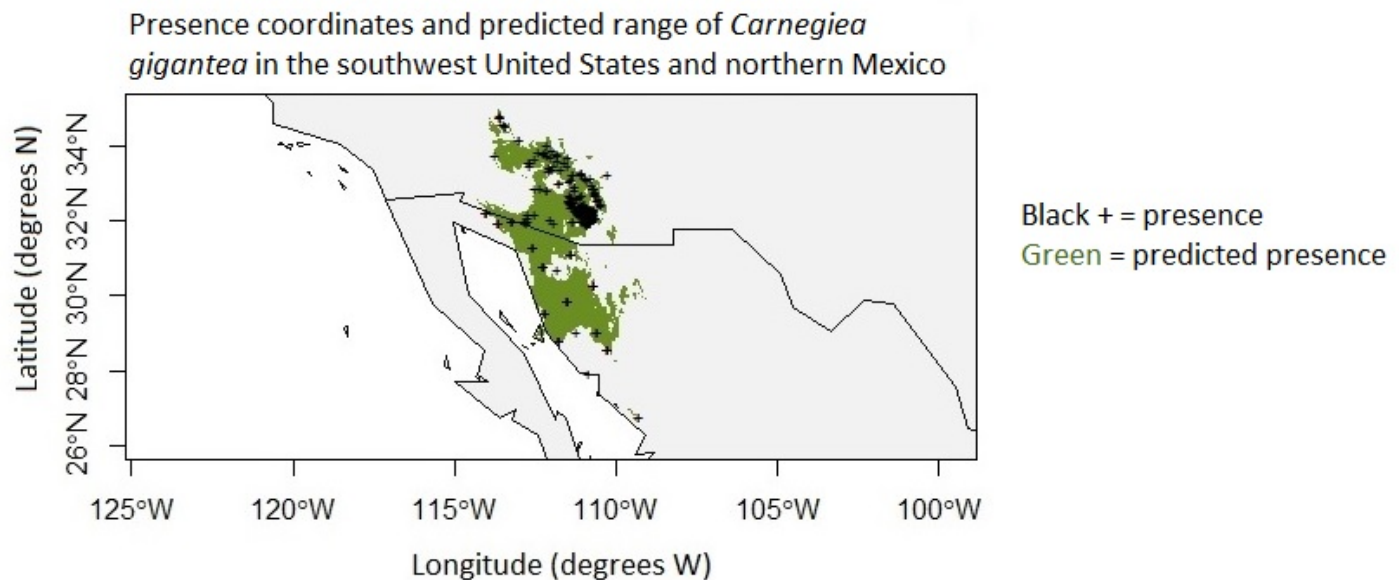 Presence coordinates and predicted range of Carnegiea
gigantea in the southwest United States and northern Mexico
Latitude (degrees N)
34°N
32°N
30°N
28°N
26°N
125°W 120°W 115°W 110°W 105°W 100°W
Longitude (degrees W)
Black + = presence
Green = predicted presence